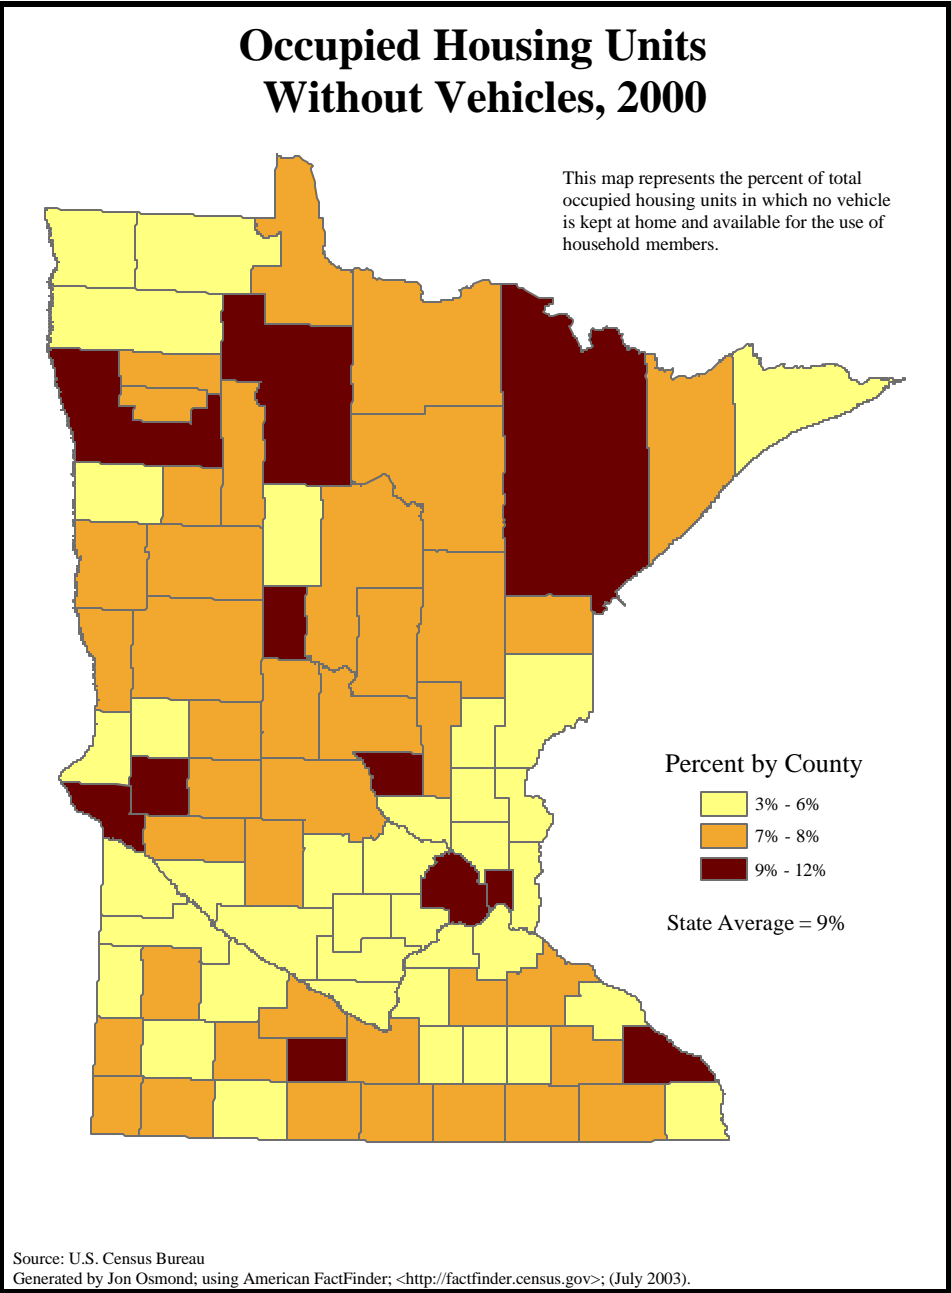 Occupied Housing Units
Without Vehicles, 2000
This map represents the percent of total
occupied housing units in which no vehicle
is kept at home and available for the use of
household members.
Percent by County
3% - 6%
7% - 8%
9% - 12%
State Average = 9%
Source: U.S. Census Bureau
Generated by Jon Osmond; using American FactFinder; <http://factfinder.census.gov>; (July 2003).